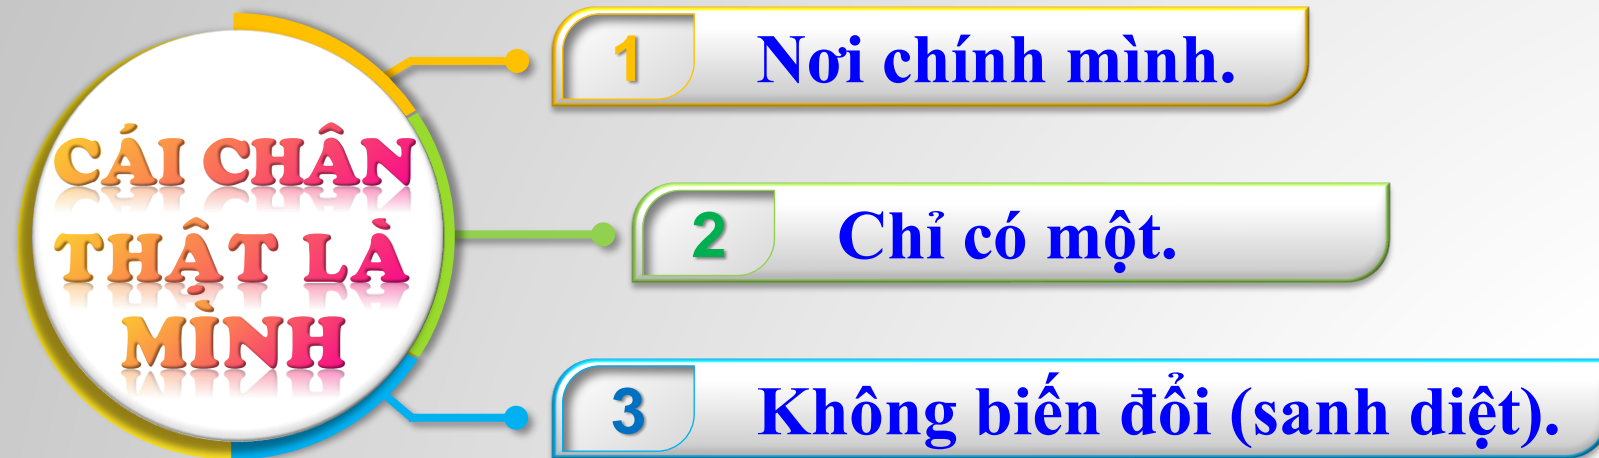 CÁI CHÂN
THẬT LÀ
MÌNH
1 Nơi chính mình.
2 Chỉ có một.
3 Không biến đổi (sanh diệt).